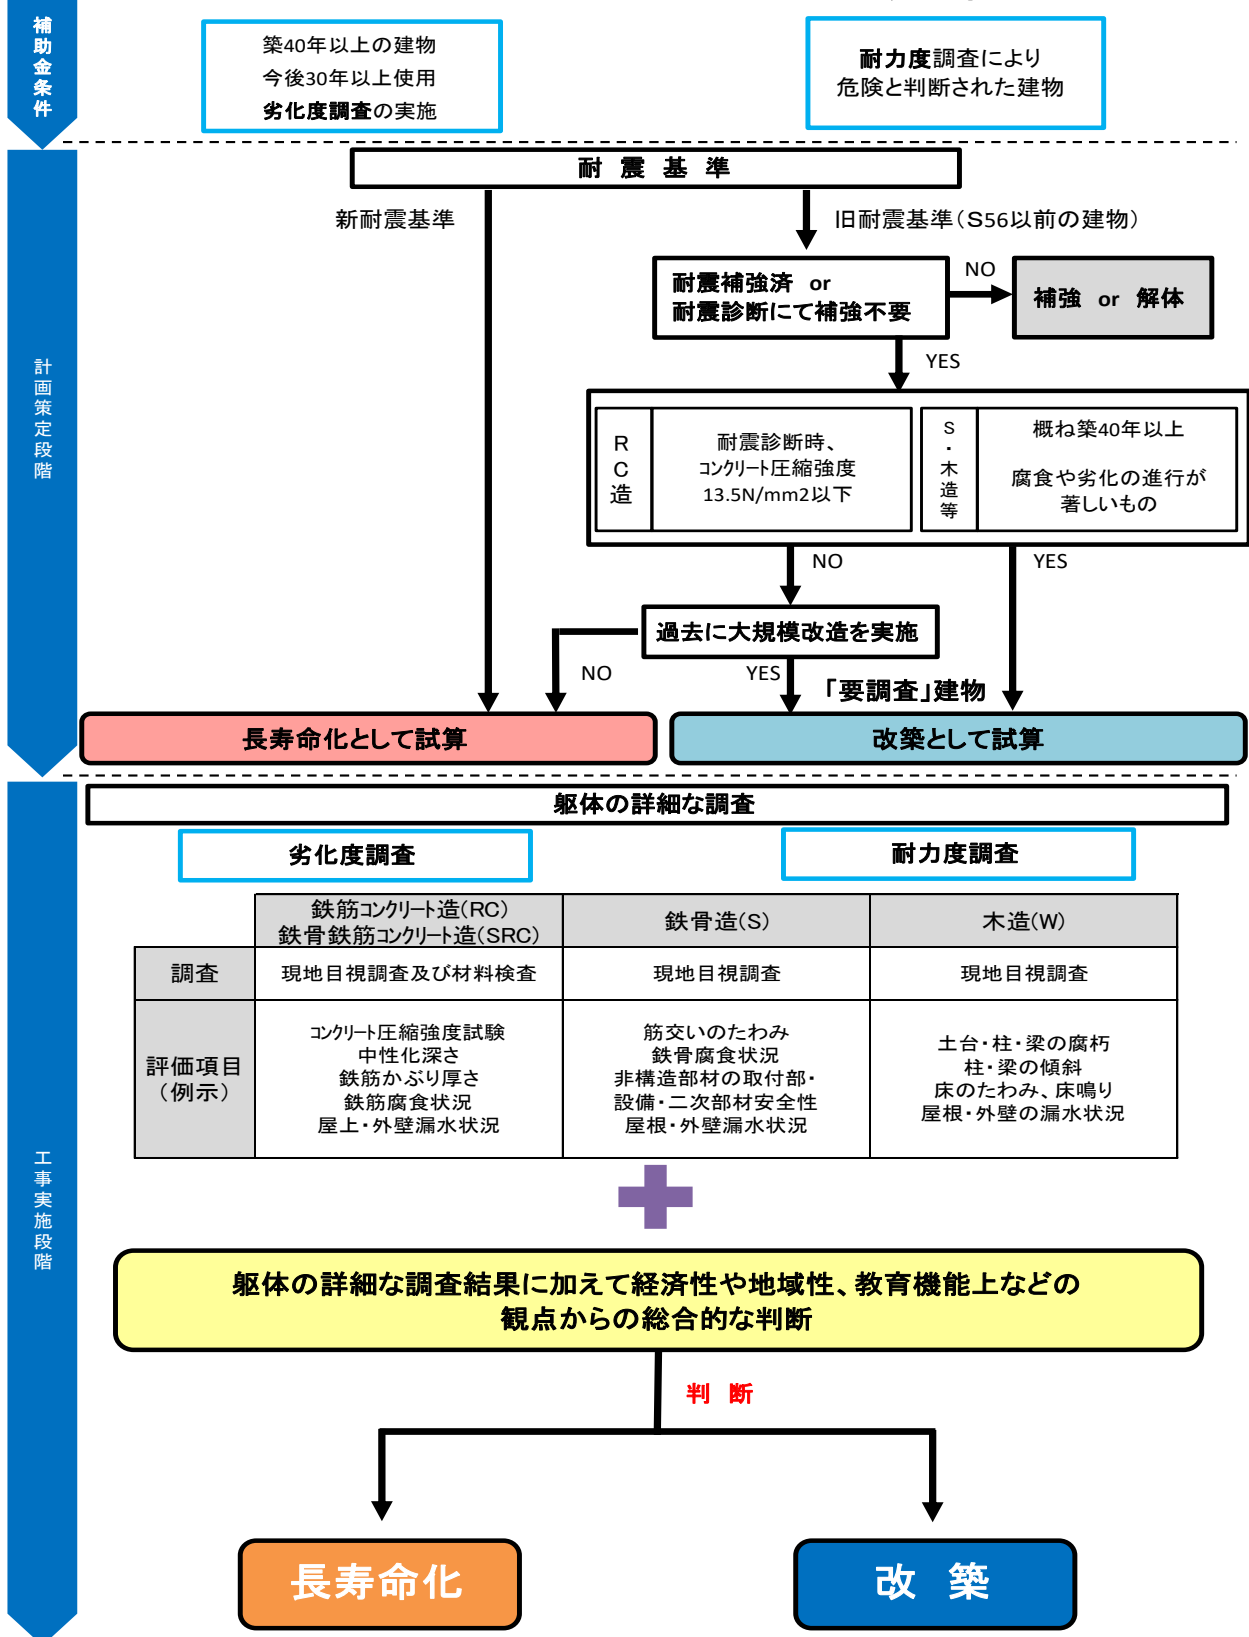 補助金条件
築40年以上の建物
今後30年以上使用
劣化度調査の実施
耐力度調査により
危険と判断された建物
計画策定段階
耐 震 基 準
新耐震基準
旧耐震基準（S56以前の建物）
耐震補強済 or
耐震診断にて補強不要
NO
補強 or 解体
YES
RC造
耐震診断時、
コンクリート圧縮強度
13.5N/mm2以下
S・木造等
概ね築40年以上
腐食や劣化の進行が
著しいもの
NO
YES
過去に大規模改造を実施
NO
YES
「要調査」建物
長寿命化として試算
改築として試算
工事実施段階
躯体の詳細な調査
劣化度調査
耐力度調査
鉄筋コンクリート造(RC)
鉄骨鉄筋コンクリート造(SRC)
鉄骨造(S)
木造(W)
調査
現地目視調査及び材料検査
現地目視調査
現地目視調査
評価項目
（例示）
コンクリート圧縮強度試験
中性化深さ
鉄筋かぶり厚さ
鉄筋腐食状況
屋上・外壁漏水状況
筋交いのたわみ
鉄骨腐食状況
非構造部材の取付部・
設備・二次部材安全性
屋根・外壁漏水状況
土台・柱・梁の腐朽
柱・梁の傾斜
床のたわみ、床鳴り
屋根・外壁の漏水状況
躯体の詳細な調査結果に加えて経済性や地域性、教育機能上などの
観点からの総合的な判断
判 断
長寿命化
改 築